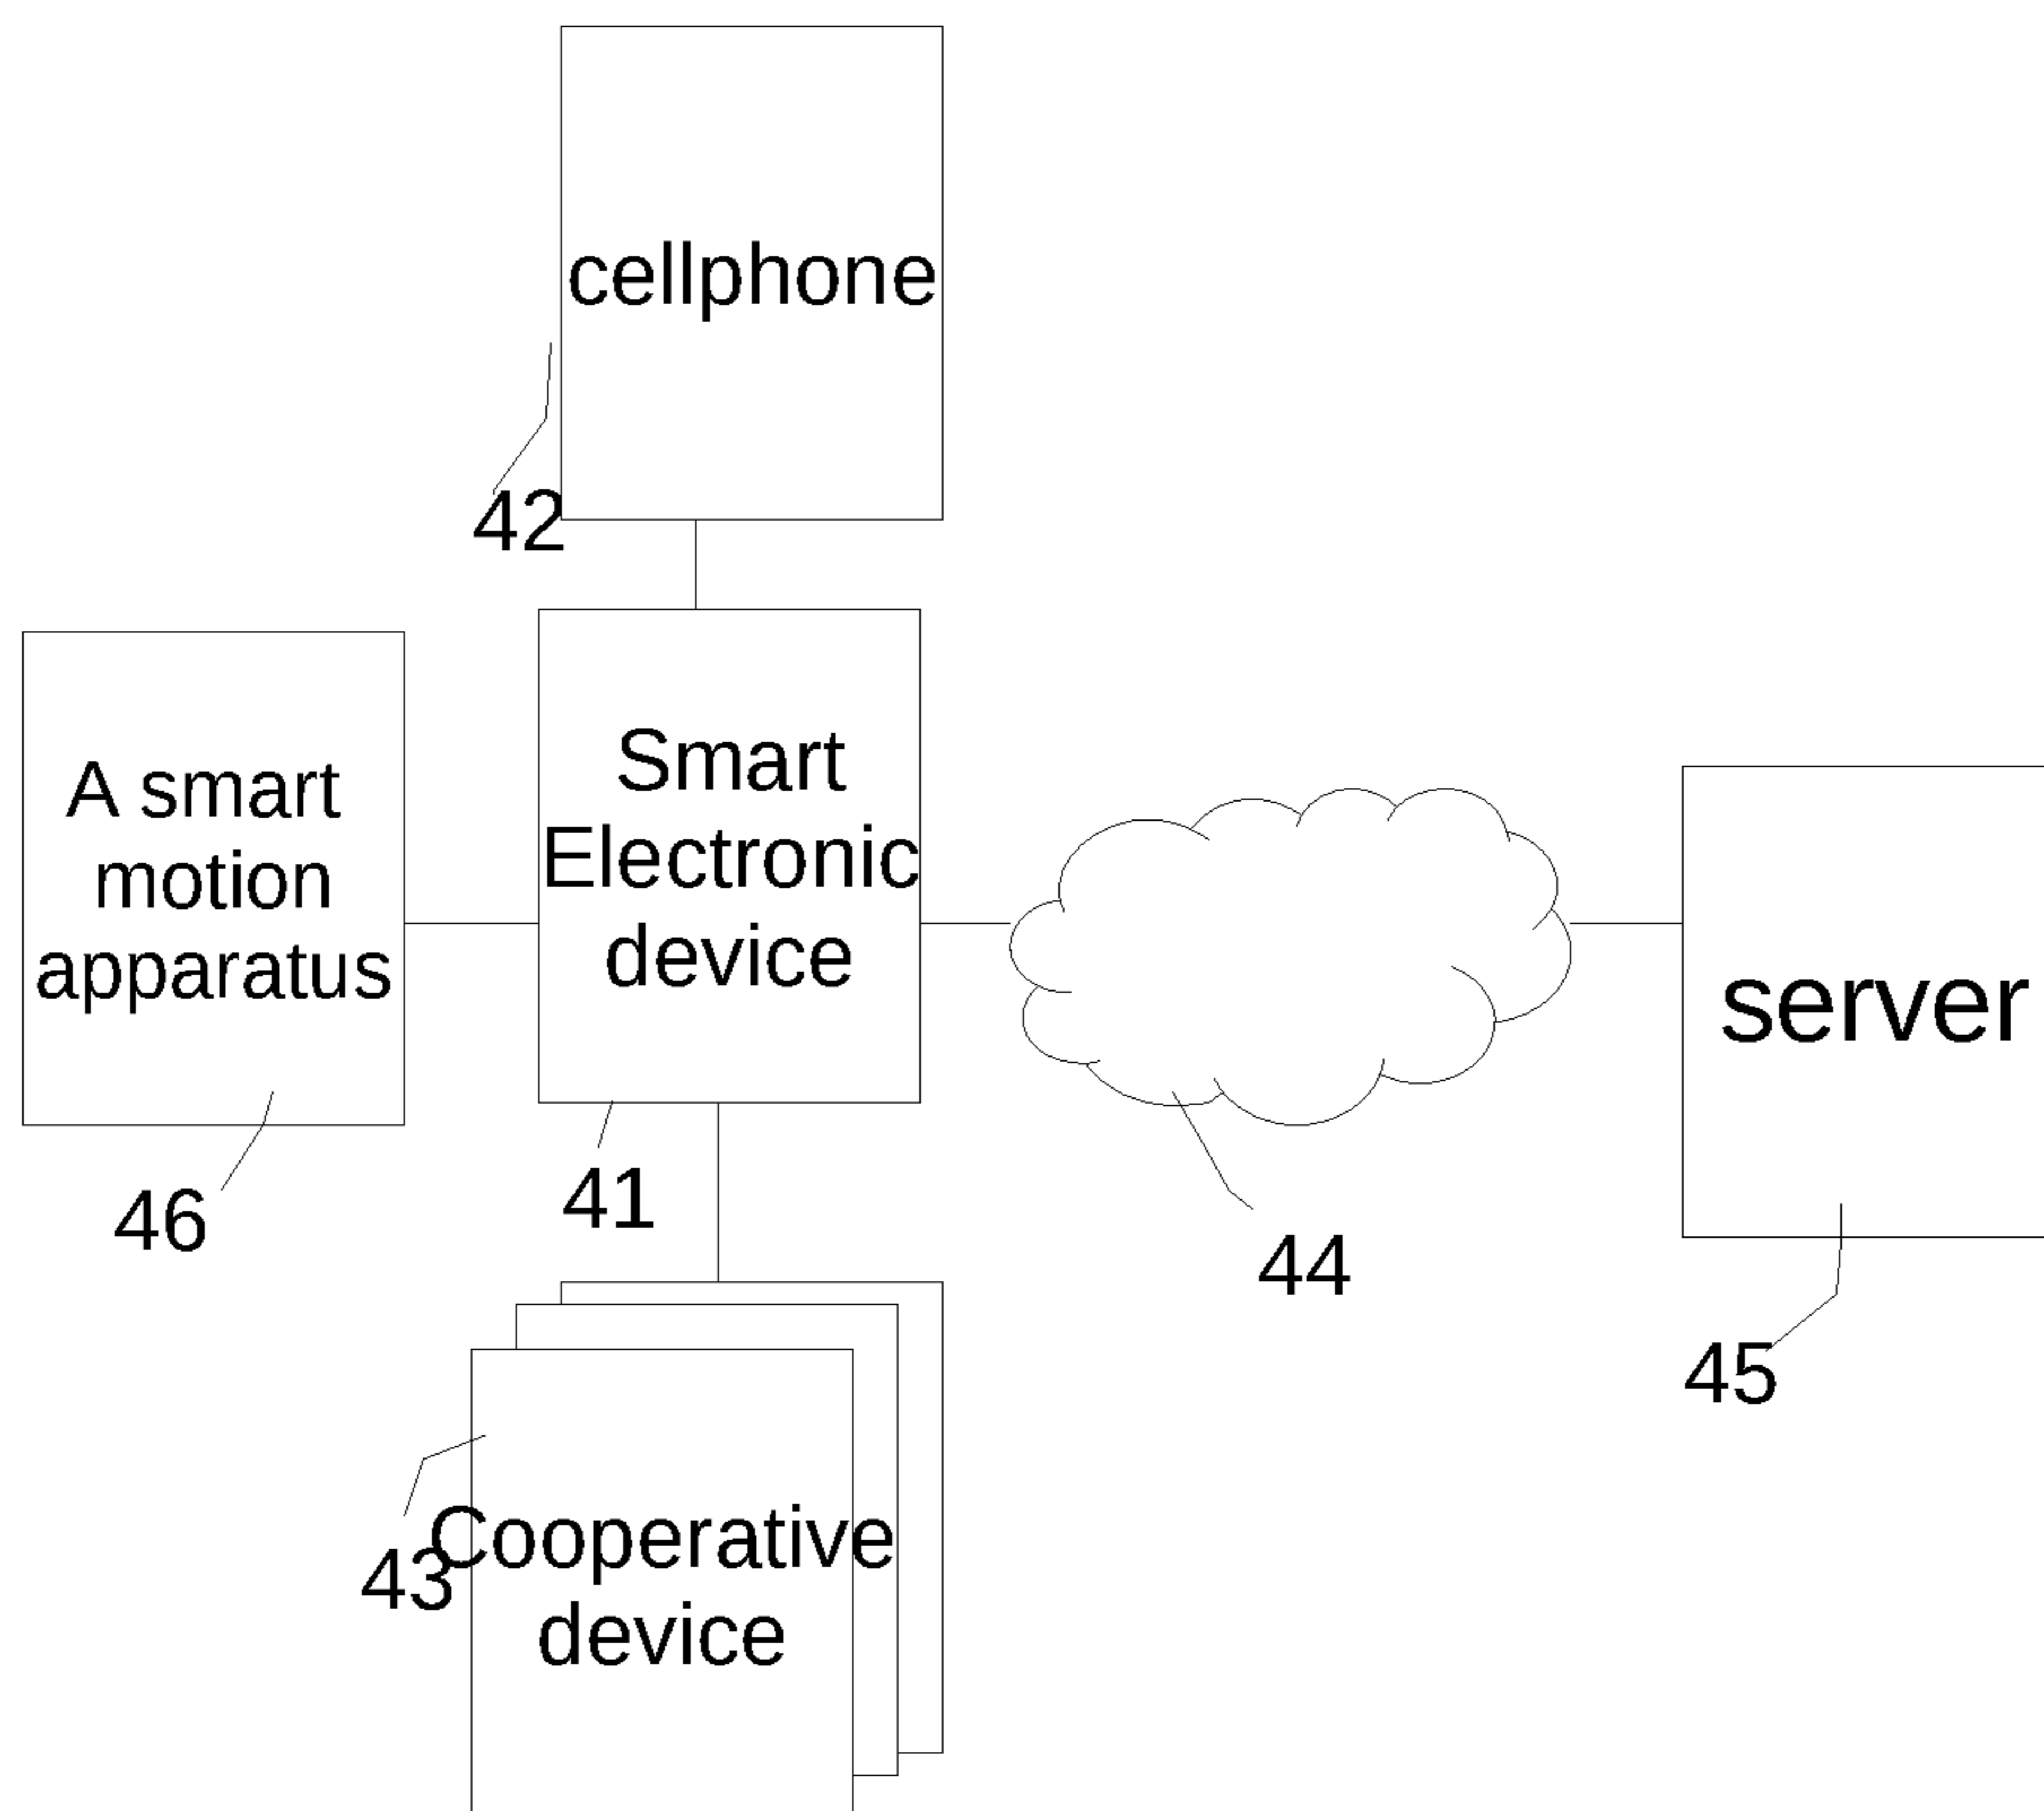 cellphone
42
A smart
motion
apparatus
46
Smart
Electronic
device
41
44
server
45
Cooperative
device
43